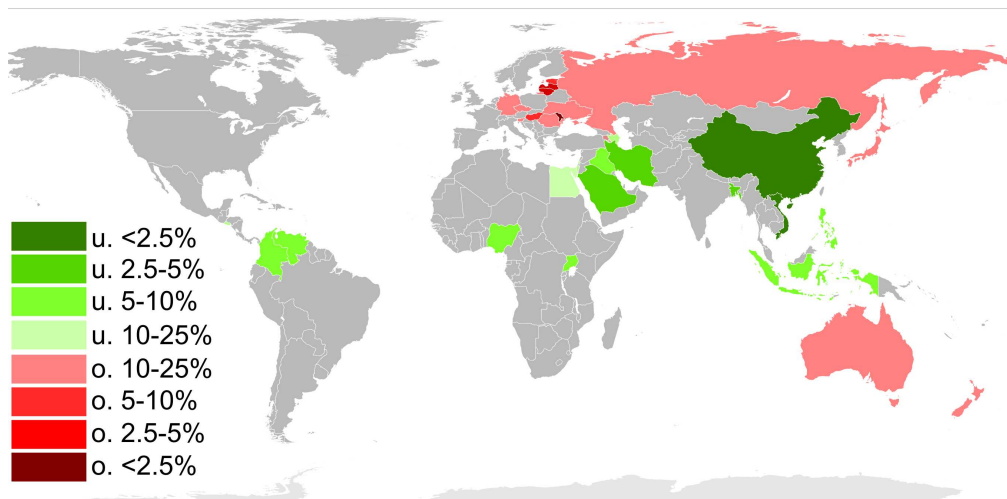 u. <2.5%
u. 2.5-5%
u. 5-10%
u. 10-25%
o. 10-25%
o. 5-10%
o. 2.5-5%
o. <2.5%